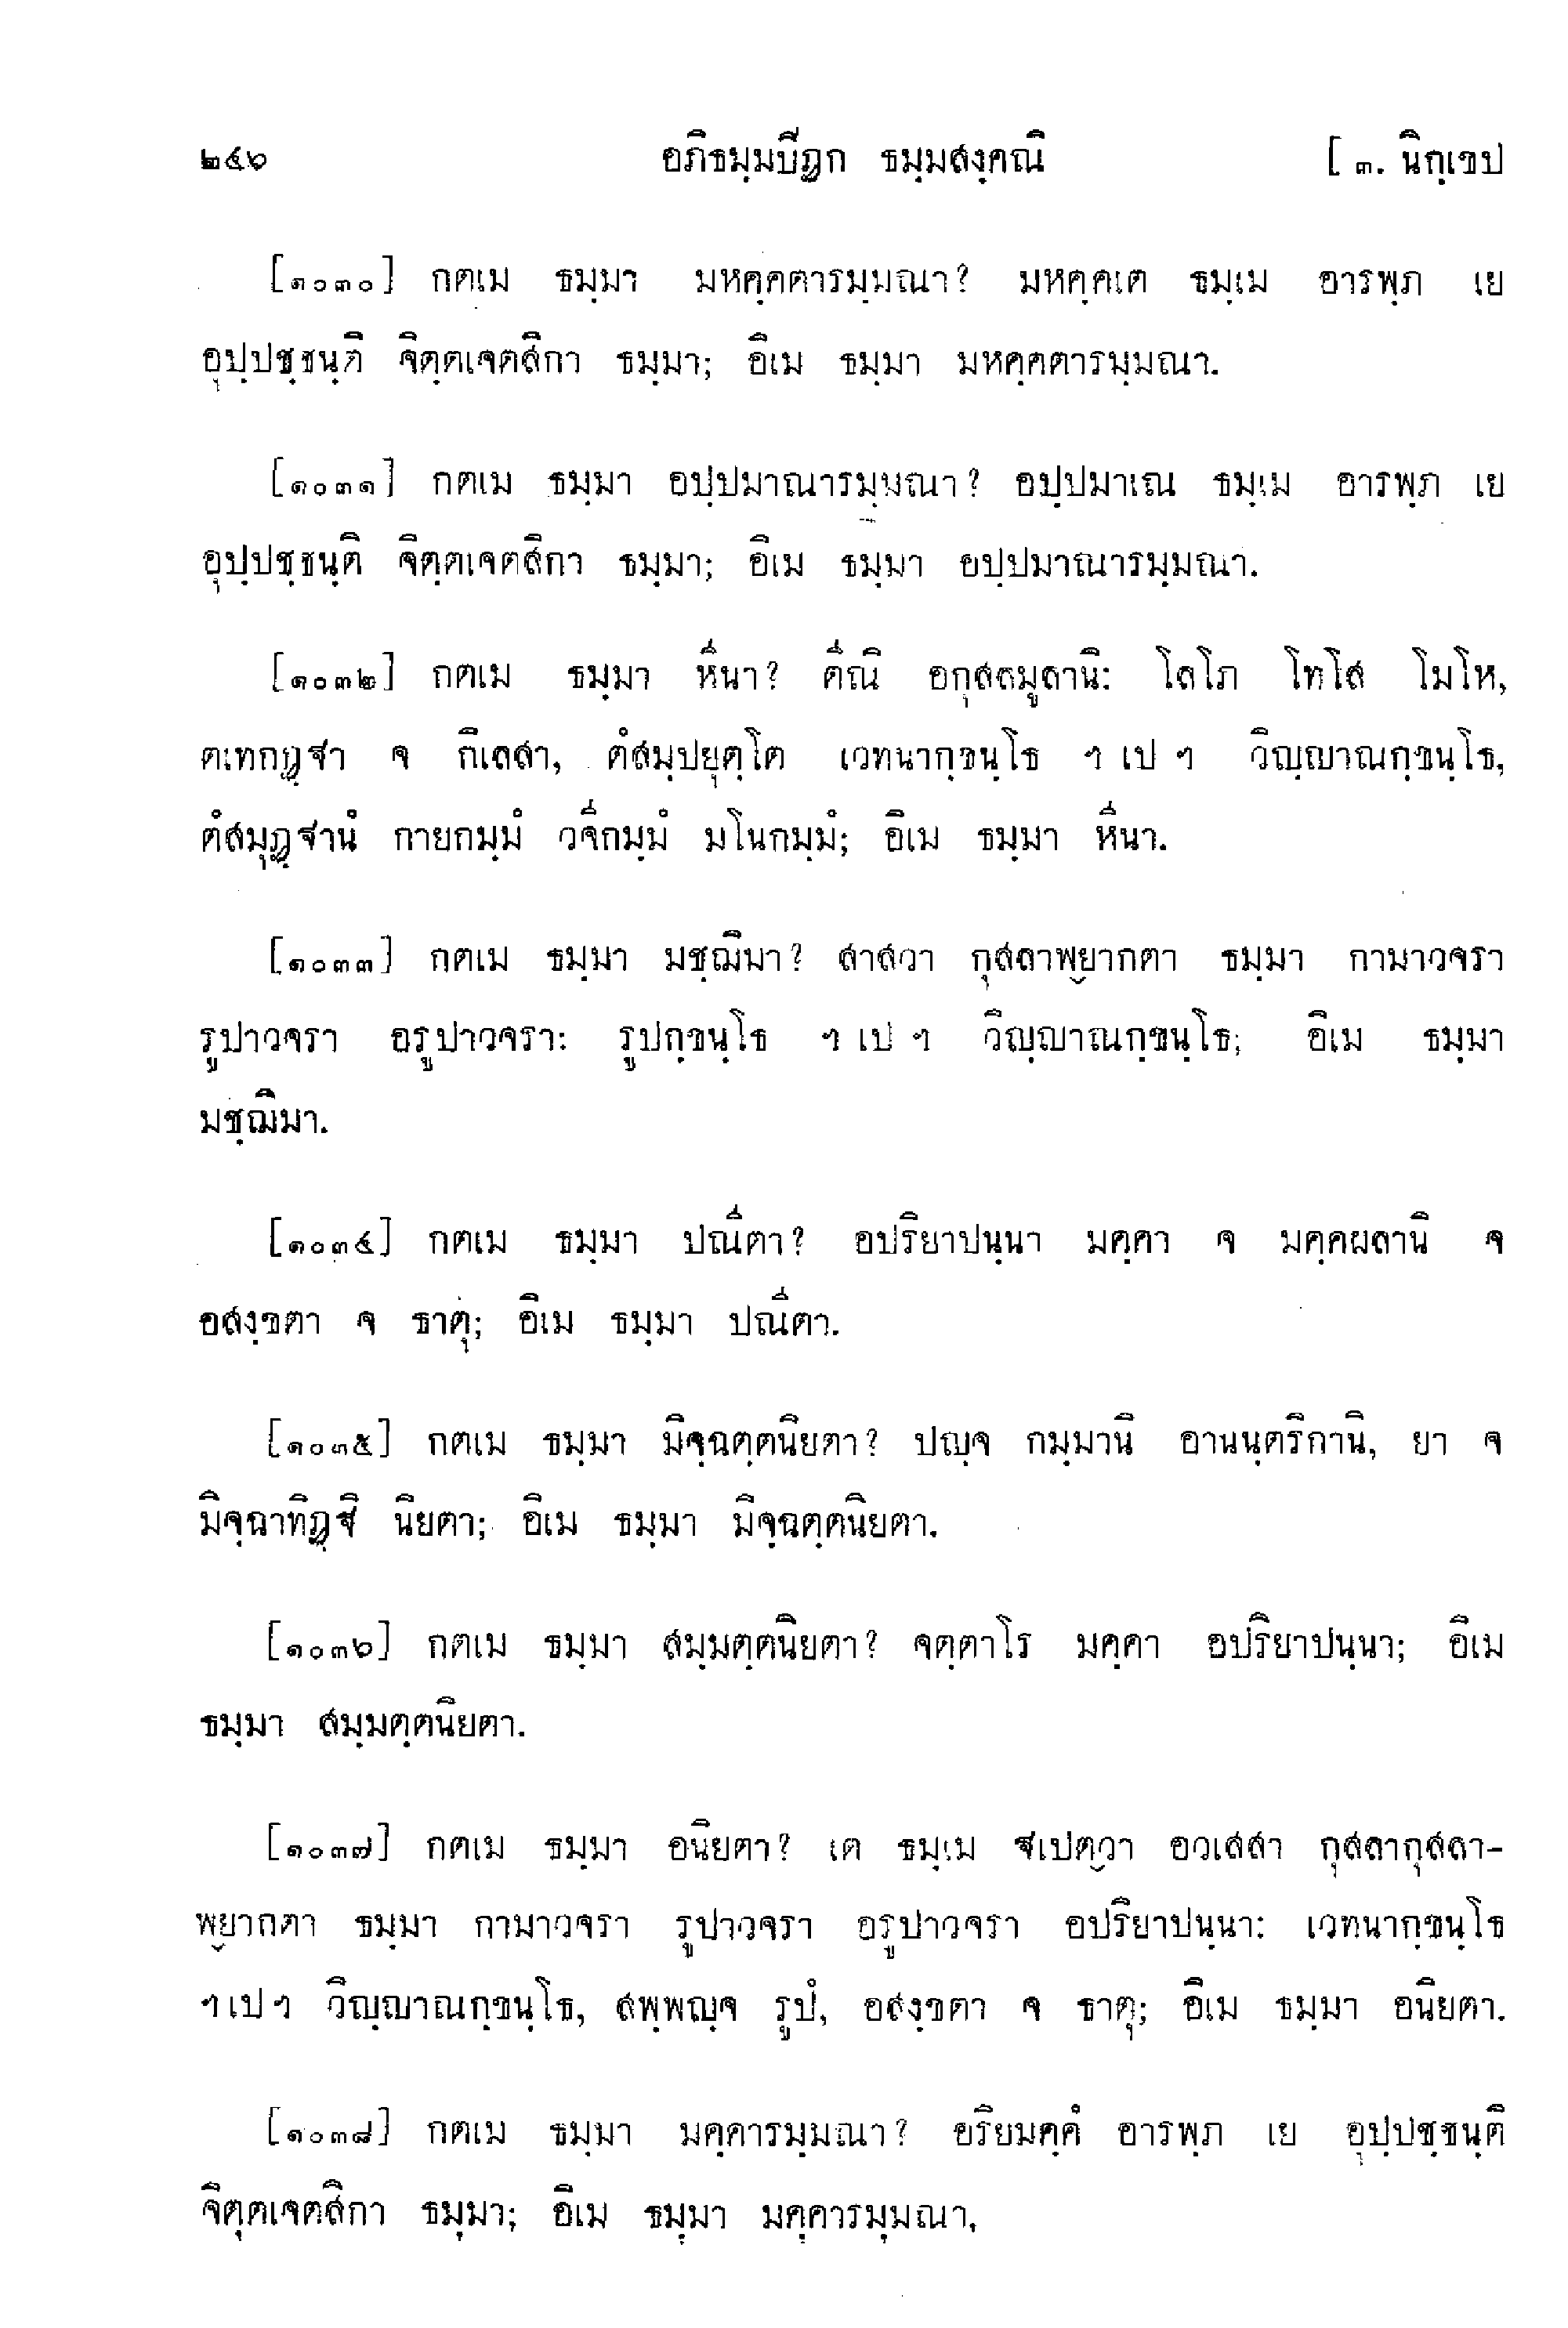 ๒๔๖ อภิธมฺมปีฏก ธมฺมสงฺคณิ [ ๓. นิกฺเขป
[๑๐๓๐] กตเม ธมฺมา มหคฺคตารมฺมณา? มหคฺคเต ธมฺเม อารพฺภ เย
อุปฺปชฺชนฺติ จิตฺตเจตสิกา ธมฺมา; อิเม ธมฺมา มหคฺคตารมฺมณา.
[๑๐๓๑] กตเม ธมฺมา อปฺปมาณารมฺมณา? อปฺปมาเณ ธมฺเม อารพฺภ เย
อุปฺปชฺชนฺติ จิตฺตเจตสิกา ธมฺมา; อิเม ธมฺมา อปฺปมาณารมฺมณา.
[๑๐๓๒] กตเม ธมฺมา หีนา? ตีณิ อกุสลมูลานิ: โลโภ โทโส โมโห,
ตเทกฏฺฐา จ กิเลสา, ตํสมฺปยุตฺโต เวทนากฺขนฺโธ ฯ เป ฯ วิญฺญาณกฺขนฺโธ,
ตํสมุฏฺฐานํ กายกมฺมํ วจีกมฺมํ มโนกมฺมํ; อิเม ธมฺมา หีนา.
[๑๐๓๓] กตเม ธมฺมา มชฺฌิมา? สาสวา กุสลาพฺยากตา ธมฺมา กามาวจรา
รูปาวจรา อรูปาวจรา: รูปกฺขนฺโธ ฯ เป ฯ วิญฺญาณกฺขนฺโธ; อิเม ธมฺมา
มชฺฌิมา.
[๑๐๓๔] กตเม ธมฺมา ปณีตา? อปริยาปนฺนา มคฺคา จ มคฺคผลานิ จ
อสงฺขตา จ ธาตุ; อิเม ธมฺมา ปณีตา.
[๑๐๓๕] กตเม ธมฺมา มิจฺฉตฺตนิยตา? ปญฺจ กมฺมานิ อานนฺตริกานิ, ยา จ
มิจฺฉาทิฏฺฐิ นิยตา; อิเม ธมฺมา มิจฺฉตฺตนิยตา.
[๑๐๓๖] กตเม ธมฺมา สมฺมตฺตนิยตา? จตฺตาโร มคฺคา อปริยาปนฺนา; อิเม
ธมฺมา สมฺมตฺตนิยตา.
[๑๐๓๗] กตเม ธมฺมา อนิยตา? เต ธมฺเม ฐเปตฺวา อวเสสา กุสลากุสลา-
พฺยากตา ธมฺมา กามาวจรา รูปาวจรา อรูปาวจรา อปริยาปนฺนา: เวทนากฺขนฺโธ
ฯ เป ฯ วิญฺญาณกฺขนฺโธ, สพฺพญฺจ รูปํ, อสงฺขตา จ ธาตุ; อิเม ธมฺมา อนิยตา.
[๑๐๓๘] กตเม ธมฺมา มคฺคารมฺมณา? อริยมคฺคํ อารพฺภ เย อุปฺปชฺชนฺติ
จิตฺตเจตสิกา ธมฺมา; อิเม ธมฺมา มคฺคารมฺมณา,